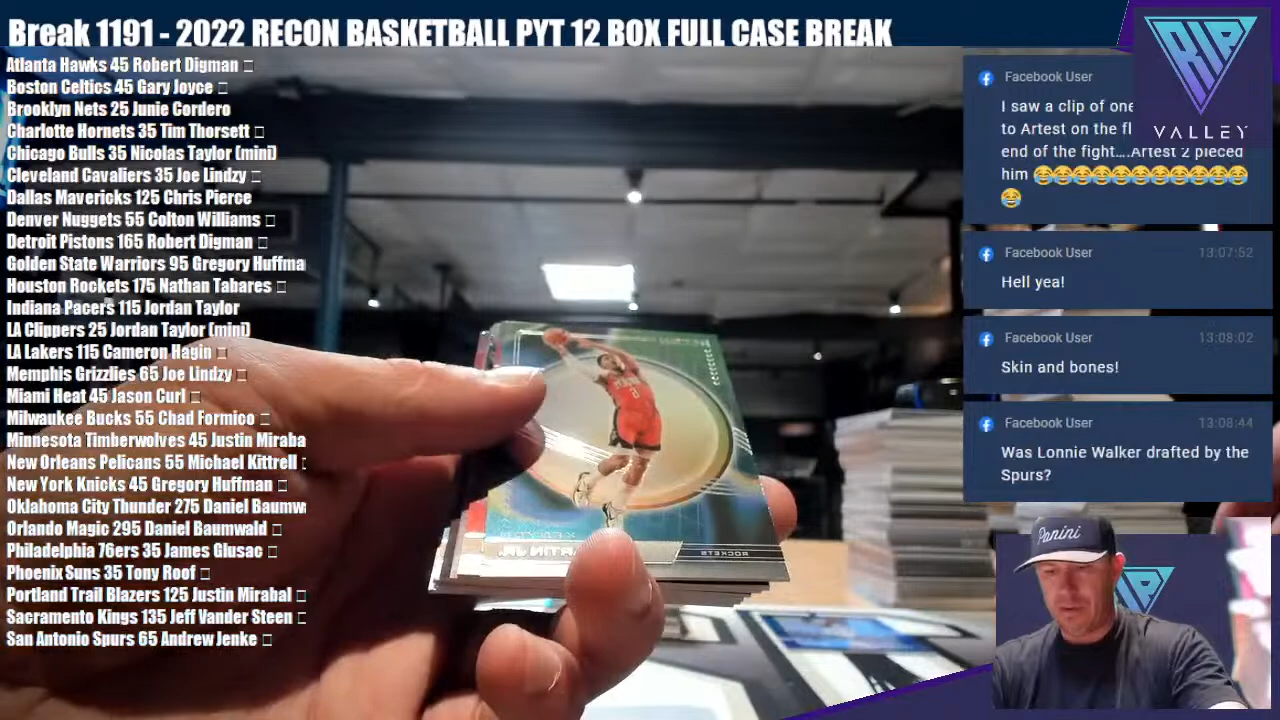 Break 1191 - 2022 RECON BASKETBALL PYT 12 BOX FULL CASE BREAK
Atlanta Hawks 45 Robert Digman
Boston Celtics 45 Gary Joyce
Brooklyn Nets 25 Junie Cordero
Charlotte Hornets 35 Tim Thorsett
Chicago Bulls 35 Nicolas Taylor (mini)
Cleveland Cavaliers 35 Joe Lindzy
Dallas Mavericks 125 Chris Pierce
Denver Nuggets 55 Colton Williams
Detroit Pistons 165 Robert Digman
Golden State Warriors 95 Gregory Huffma
Houston Rockets 175 Nathan Tabares
Indiana Pacers 115 Jordan Taylor
LA Clippers 25 Jordan Taylor (mini)
LA Lakers 115 Cameron Hagin
Memphis Grizzlies 65 Joe Lindzy
Miami Heat 45 Jason Curl
Milwaukee Bucks 55 Chad Formico
Minnesota Timberwolves 45 Justin Miraba
New Orleans Pelicans 55 Michael Kittrell
New York Knicks 45 Gregory Huffman
Oklahoma City Thunder 275 Daniel Baumw
Orlando Magic 295 Daniel Baumwald
Philadelphia 76ers 35 James Glusac
Phoenix Suns 35 Tony Roof
Portland Trail Blazers 125 Justin Mirabal
Sacramento Kings 135 Jeff Vander Steen
San Antonio Spurs 65 Andrew Jenke
RIP
VALLEY
Facebook User
I saw a clip of one
to Artest on the fl
end of the fight....Artest 2 pieced
him 😂😂😂😂😂😂😂😂😂😂😂
😂
Facebook User 13:07:52
Hell yea!
Facebook User 13:08:02
Skin and bones!
Facebook User 13:08:44
Was Lonnie Walker drafted by the
Spurs?
Panini
ROCKETS